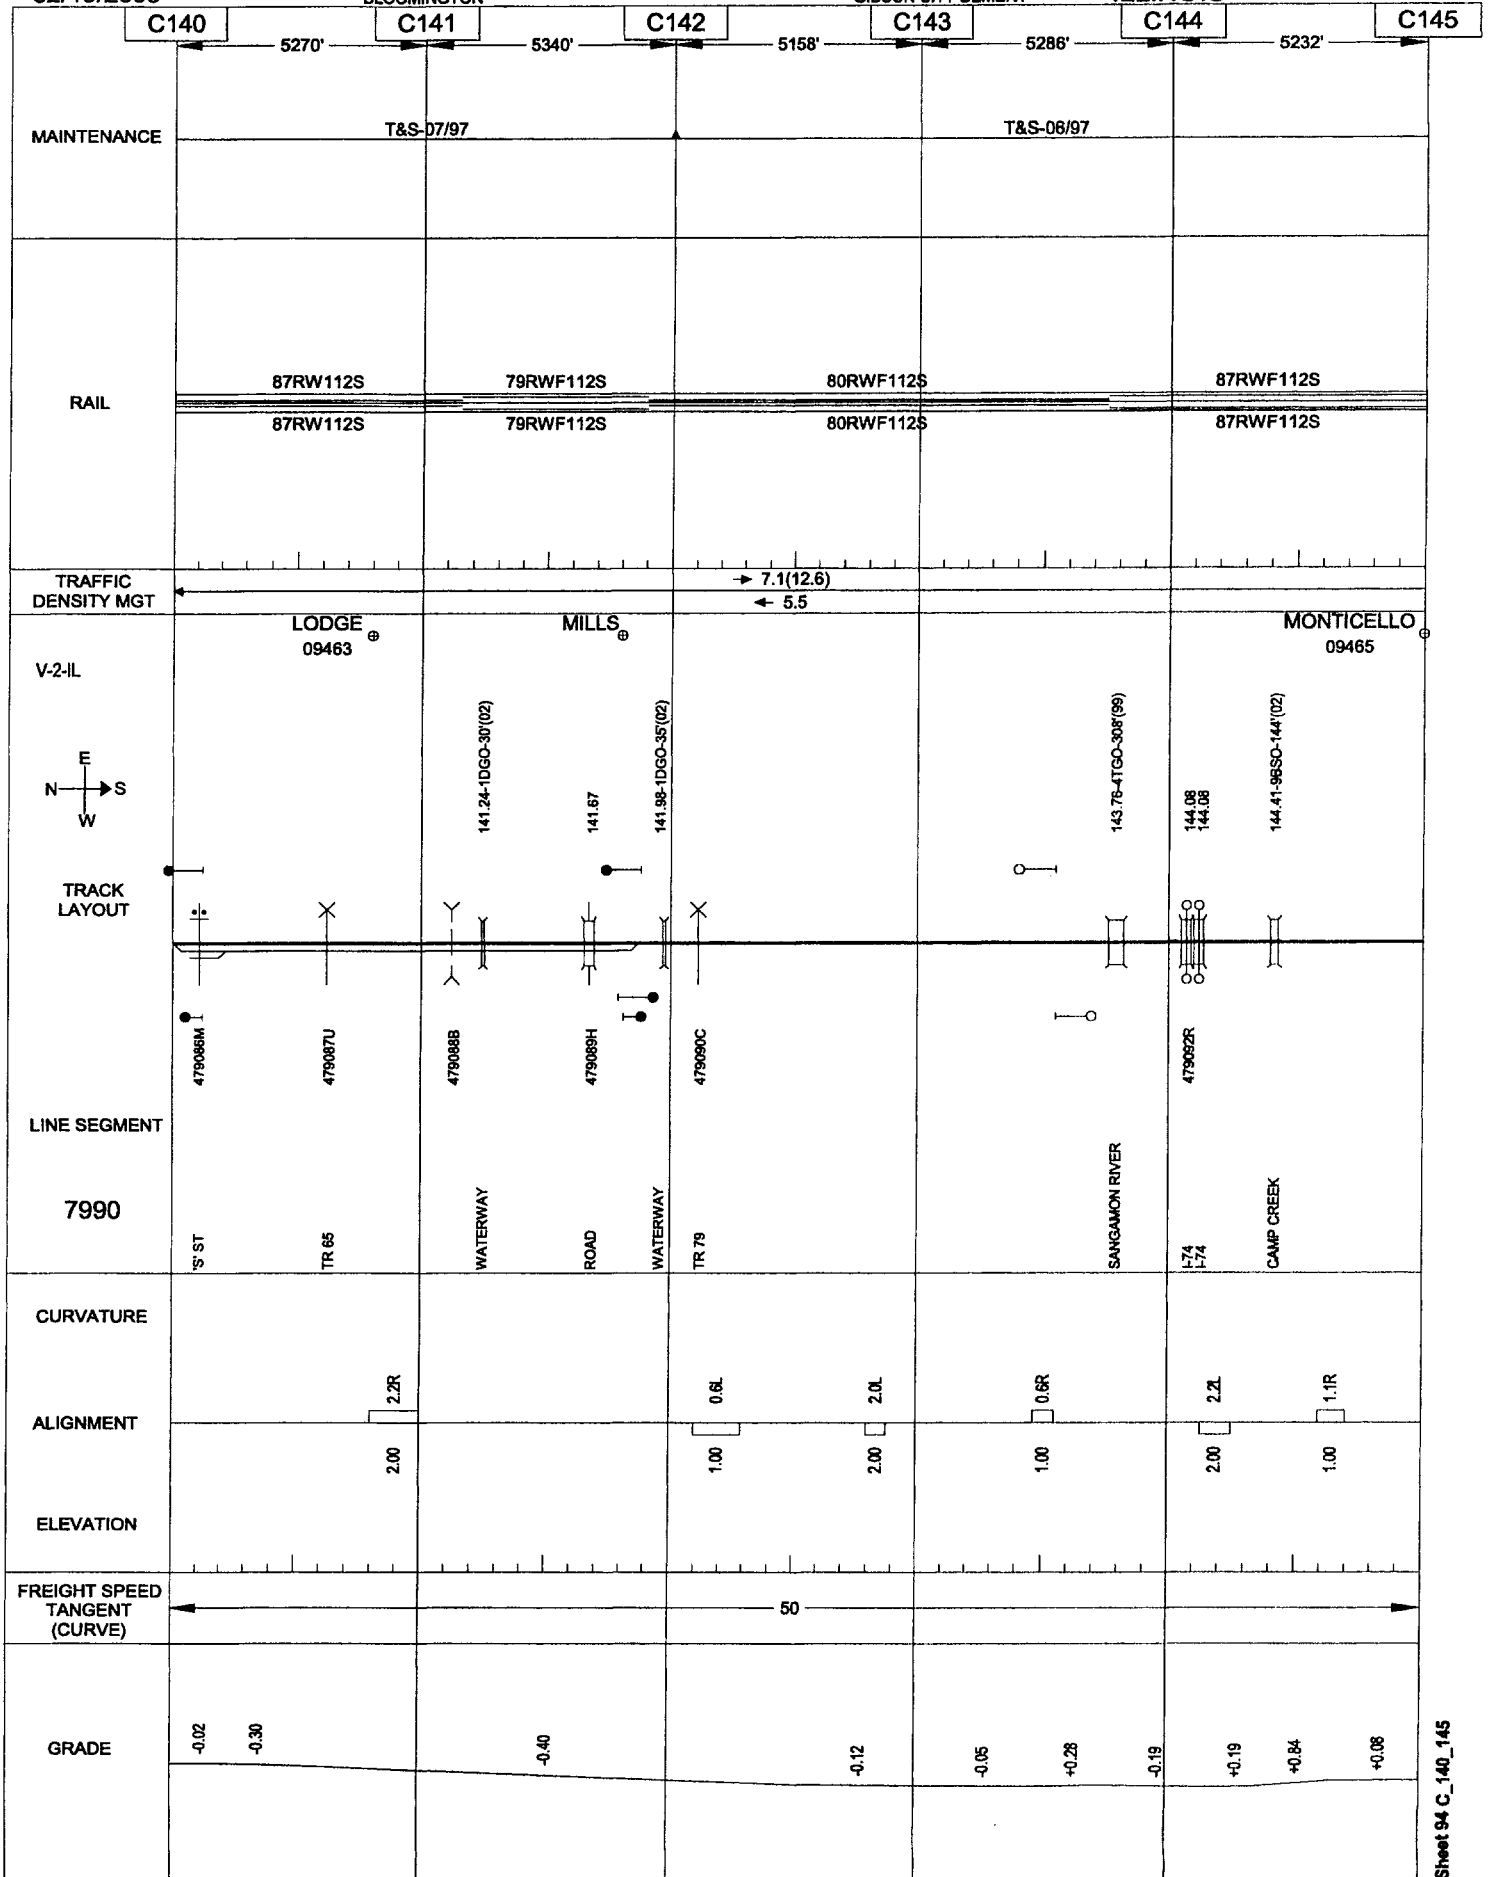 C140 C141 C142 C143 C144 C145
5270' 5340' 5158' 5286' 5232'
MAINTENANCE
T&S-07/97 T&S-06/97
RAIL
87RW112S 79RWF112S 80RWF112S 87RWF112S
87RW112S 79RWF112S 80RWF112S 87RWF112S
TRAFFIC
DENSITY MGT
7.1(12.6)
5.5
LODGE MILLS MONTICELLO
09463 09465
V-2-IL
141.24-1DGO-30'(02)
141.67
141.98-1DGO-35'(02)
143.76-4TGO-308'(99)
144.08
144.08
144.41-9BSO-144'(02)
E
N S
W
TRACK
LAYOUT
479086M
479087U
479088B
479089H
479090C
479092R
LINE SEGMENT
7990
'S' ST
TR 65
WATERWAY
ROAD
WATERWAY
TR 79
SANGAMON RIVER
I-74
I-74
CAMP CREEK
CURVATURE
2.2R 0.6L 2.0L 0.6R 2.2L 1.1R
ALIGNMENT
2.00 1.00 2.00 1.00 2.00 1.00
ELEVATION
FREIGHT SPEED
TANGENT
(CURVE)
50
GRADE
-0.02 -0.30 -0.40 -0.12 -0.05 +0.28 -0.19 +0.19 +0.84 +0.08
Sheet 94 C_140_145